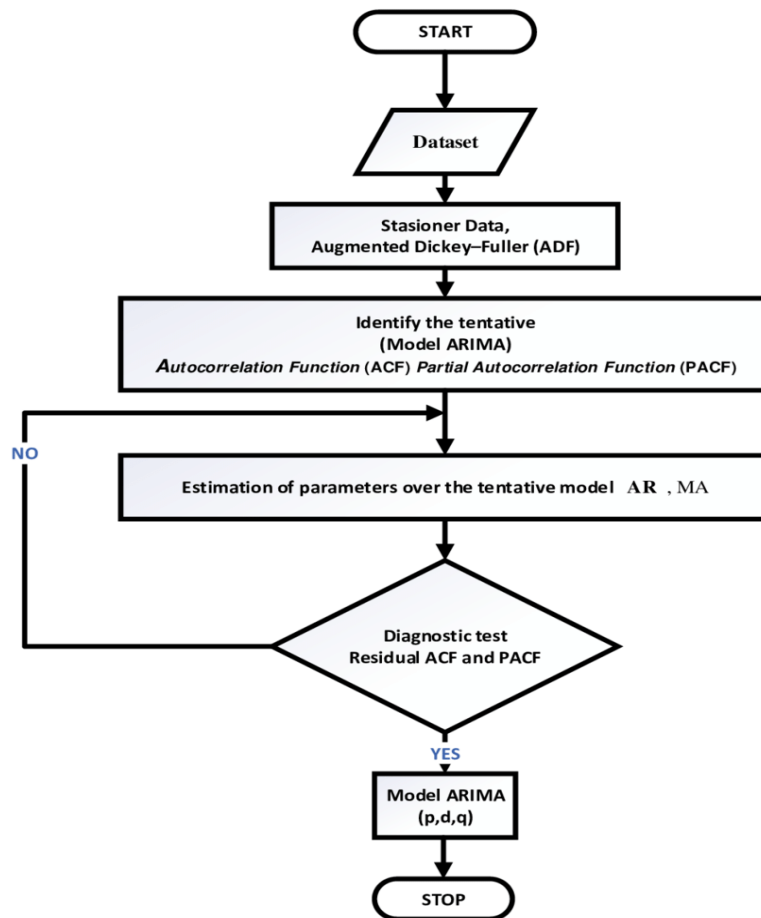 START
Dataset
Stasioner Data,
Augmented Dickey–Fuller (ADF)
Identify the tentative
(Model ARIMA)
Autocorrelation Function (ACF) Partial Autocorrelation Function (PACF)
NO
Estimation of parameters over the tentative model AR , MA
Diagnostic test
Residual ACF and PACF
YES
Model ARIMA
(p,d,q)
STOP